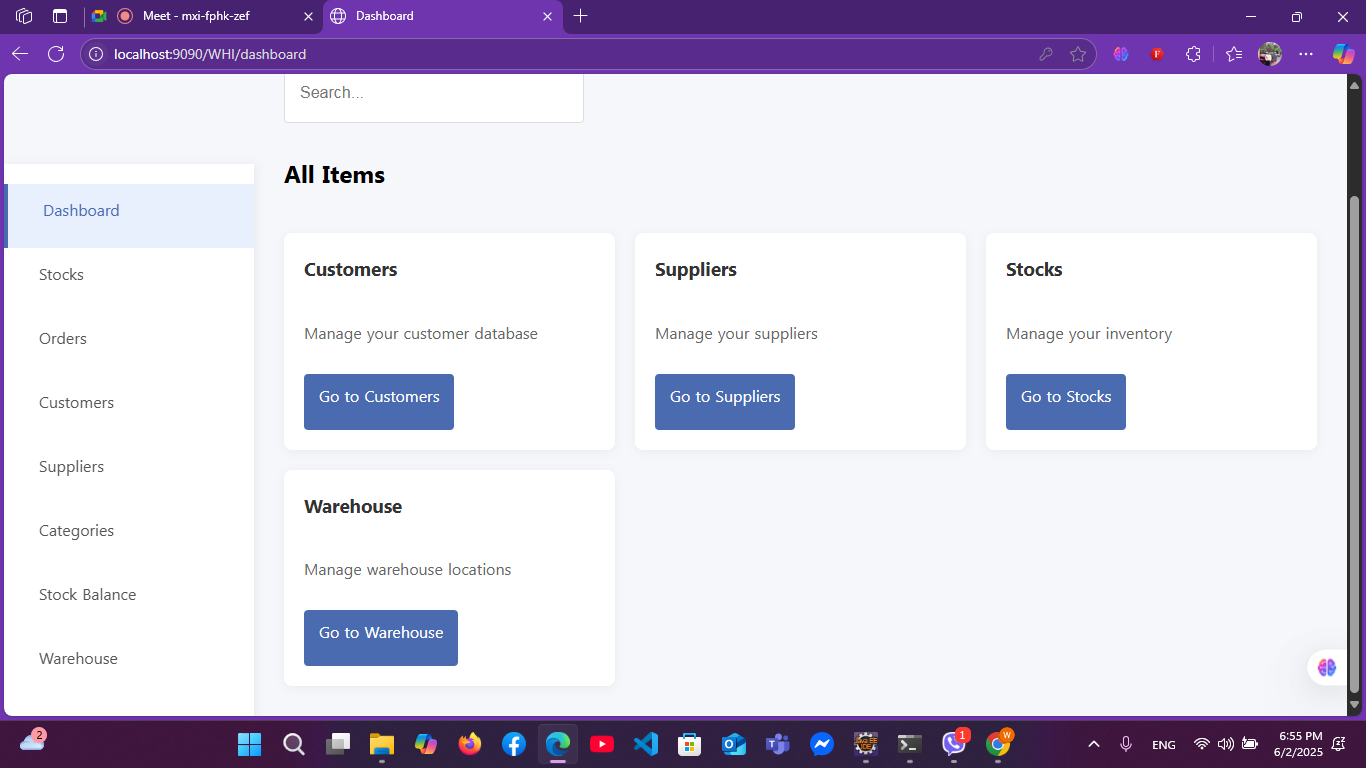 Meet - mxi-fphk-zef
Dashboard
localhost:9090/WHI/dashboard
F
Search...
All Items
Dashboard
Stocks
Orders
Customers
Suppliers
Categories
Stock Balance
Warehouse
Customers
Manage your customer database
Go to Customers
Suppliers
Manage your suppliers
Go to Suppliers
Stocks
Manage your inventory
Go to Stocks
Warehouse
Manage warehouse locations
Go to Warehouse
2
Java EE
IDE
1
W
ENG
6:55 PM
6/2/2025